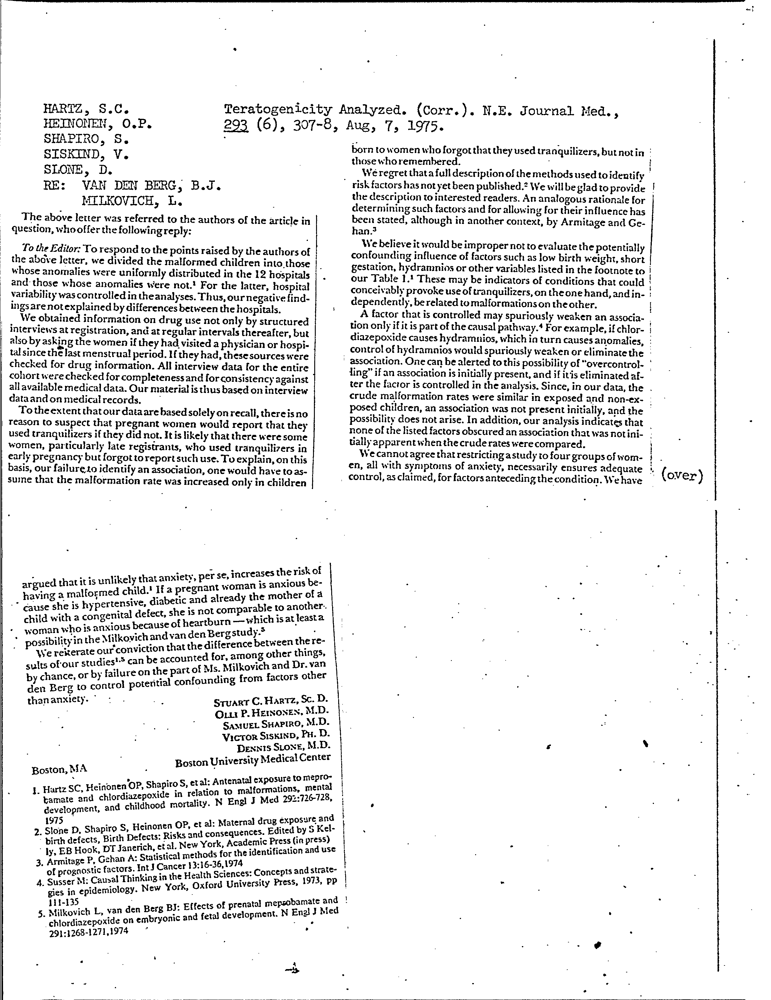 HARTZ, S.C.
HEINONEN, O.P.
SHAPIRO, S.
SISKIND, V.
SLONE, D.
RE: VAN DEN BERG, B.J.
MILKOVICH, L.
Teratogenicity Analyzed. (Corr.). N.E. Journal Med.,
293 (6), 307-8, Aug, 7, 1975.
The above letter was referred to the authors of the article in
question, who offer the following reply:
To the Editor: To respond to the points raised by the authors of
the above letter, we divided the malformed children into those
whose anomalies were uniformly distributed in the 12 hospitals
and those whose anomalies were not.¹ For the latter, hospital
variability was controlled in the analyses. Thus, our negative find-
ings are not explained by differences between the hospitals.
We obtained information on drug use not only by structured
interviews at registration, and at regular intervals thereafter, but
also by asking the women if they had visited a physician or hospi-
tal since the last menstrual period. If they had, these sources were
checked for drug information. All interview data for the entire
cohort were checked for completeness and for consistency against
all available medical data. Our material is thus based on interview
data and on medical records.
To the extent that our data are based solely on recall, there is no
reason to suspect that pregnant women would report that they
used tranquilizers if they did not. It is likely that there were some
women, particularly late registrants, who used tranquilizers in
early pregnancy but forgot to report such use. To explain, on this
basis, our failure to identify an association, one would have to as-
sume that the malformation rate was increased only in children
born to women who forgot that they used tranquilizers, but not in
those who remembered.
We regret that a full description of the methods used to identify
risk factors has not yet been published.² We will be glad to provide
the description to interested readers. An analogous rationale for
determining such factors and for allowing for their influence has
been stated, although in another context, by Armitage and Ge-
han.³
We believe it would be improper not to evaluate the potentially
confounding influence of factors such as low birth weight, short
gestation, hydramnios or other variables listed in the footnote to
our Table 1.¹ These may be indicators of conditions that could
conceivably provoke use of tranquilizers, on the one hand, and in-
dependently, be related to malformations on the other.
A factor that is controlled may spuriously weaken an associa-
tion only if it is part of the causal pathway.⁴ For example, if chlor-
diazepoxide causes hydramnios, which in turn causes anomalies,
control of hydramnios would spuriously weaken or eliminate the
association. One can be alerted to this possibility of "overcontrol-
ling" if an association is initially present, and if it is eliminated af-
ter the factor is controlled in the analysis. Since, in our data, the
crude malformation rates were similar in exposed and non-ex-
posed children, an association was not present initially, and the
possibility does not arise. In addition, our analysis indicates that
none of the listed factors obscured an association that was not ini-
tially apparent when the crude rates were compared.
We cannot agree that restricting a study to four groups of wom-
en, all with symptoms of anxiety, necessarily ensures adequate
control, as claimed, for factors anteceding the condition. We have
(over)
argued that it is unlikely that anxiety, per se, increases the risk of
having a malformed child.¹ If a pregnant woman is anxious be-
cause she is hypertensive, diabetic and already the mother of a
child with a congenital defect, she is not comparable to another
woman who is anxious because of heartburn — which is at least a
possibility in the Milkovich and van den Berg study.⁵
We reiterate our conviction that the difference between the re-
sults of our studies¹,⁵ can be accounted for, among other things,
by chance, or by failure on the part of Ms. Milkovich and Dr. van
den Berg to control potential confounding from factors other
than anxiety.
STUART C. HARTZ, SC. D.
OLLI P. HEINONEN, M.D.
SAMUEL SHAPIRO, M.D.
VICTOR SISKIND, PH. D.
DENNIS SLONE, M.D.
Boston, MA Boston University Medical Center
1. Hartz SC, Heinonen OP, Shapiro S, et al: Antenatal exposure to mepro-
bamate and chlordiazepoxide in relation to malformations, mental
development, and childhood mortality. N Engl J Med 292:726-728,
1975
2. Slone D, Shapiro S, Heinonen OP, et al: Maternal drug exposure and
birth defects, Birth Defects: Risks and consequences. Edited by S Kel-
ly, EB Hook, DT Janerich, et al. New York, Academic Press (in press)
3. Armitage P, Gehan A: Statistical methods for the identification and use
of prognostic factors. Int J Cancer 13:16-36, 1974
4. Susser M: Causal Thinking in the Health Sciences: Concepts and strate-
gies in epidemiology. New York, Oxford University Press, 1973, pp
111-135
5. Milkovich L, van den Berg BJ: Effects of prenatal meprobamate and
chlordiazepoxide on embryonic and fetal development. N Engl J Med
291:1268-1271, 1974